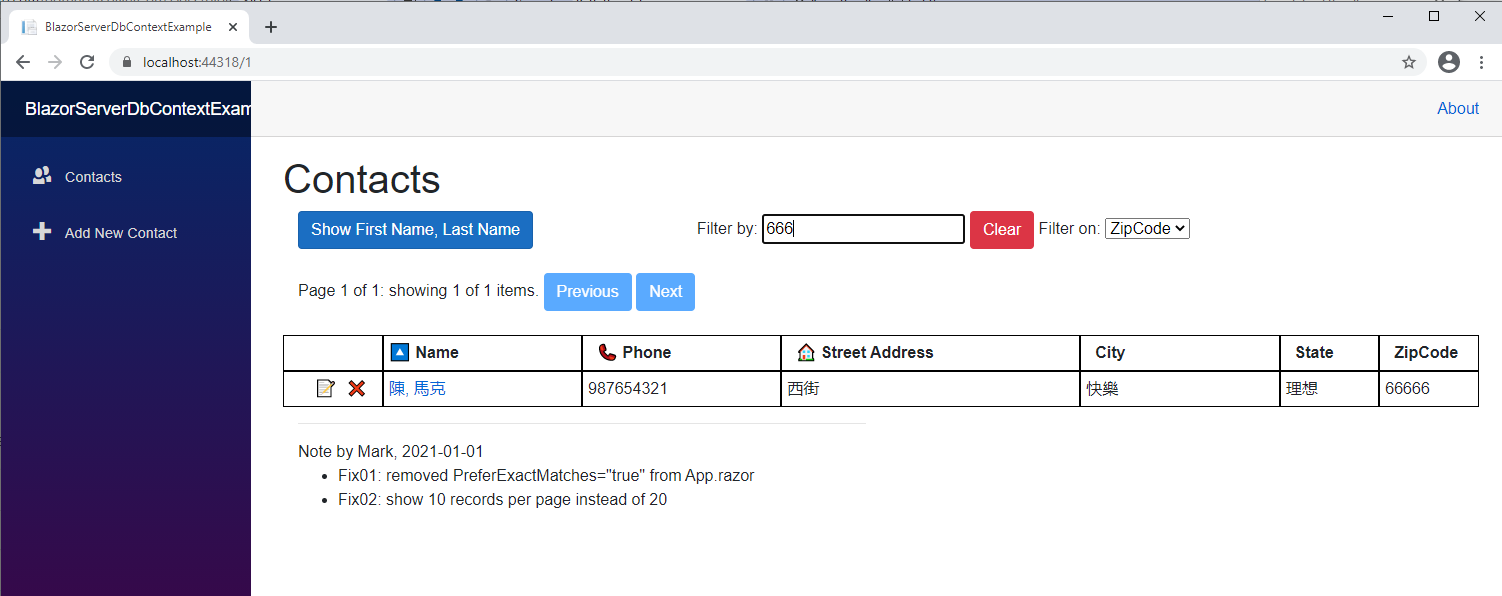 BlazorServerDbContextExample
localhost:44318/1
BlazorServerDbContextExam
About
Contacts
Add New Contact
Contacts
Show First Name, Last Name Filter by: 666 Clear Filter on: ZipCode
Page 1 of 1: showing 1 of 1 items. Previous Next
Name Phone Street Address City State ZipCode
陳, 馬克 987654321 西街 快樂 理想 66666
Note by Mark, 2021-01-01
Fix01: removed PreferExactMatches="true" from App.razor
Fix02: show 10 records per page instead of 20